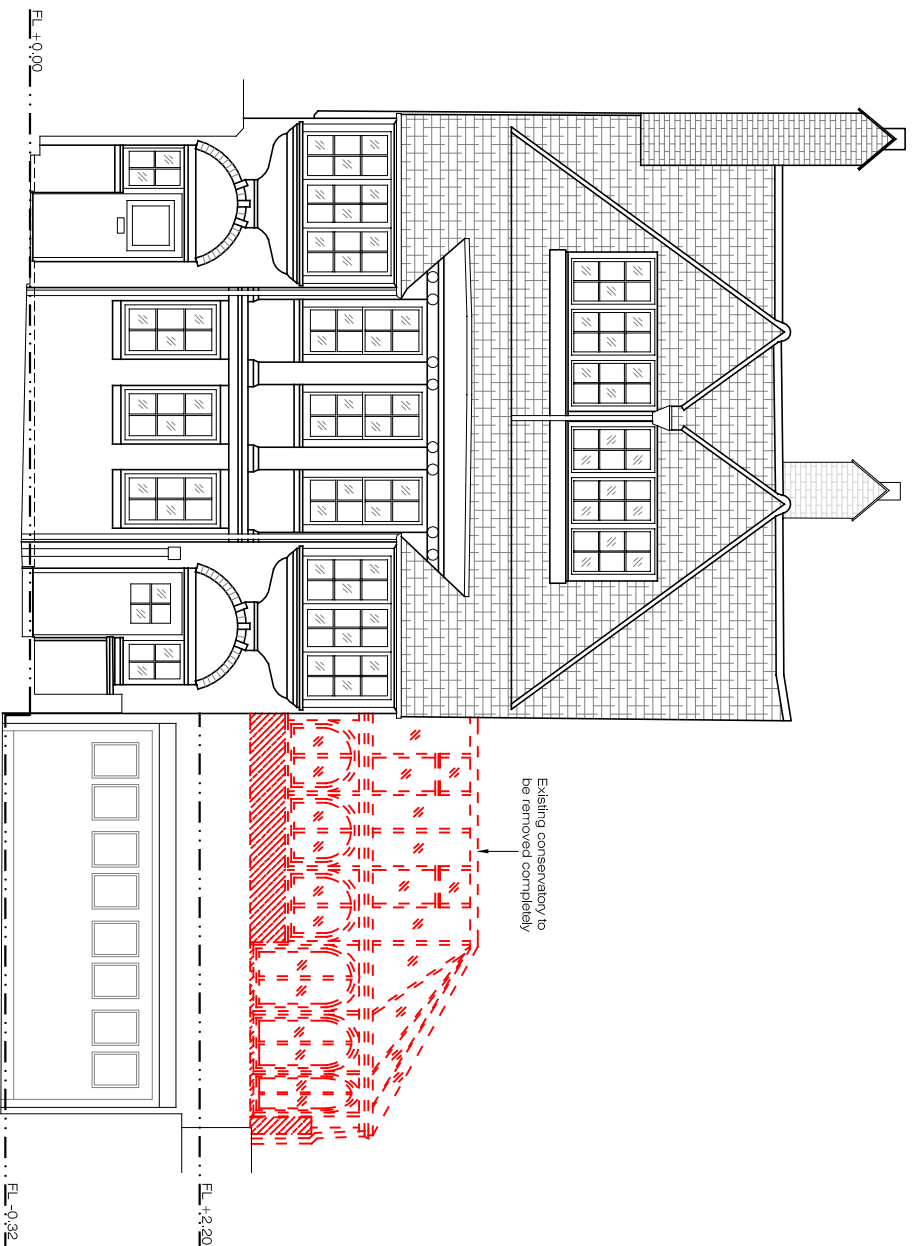 Existing conservatory to
be removed completely
FL +0.00
FL +2.20
FL -0.32